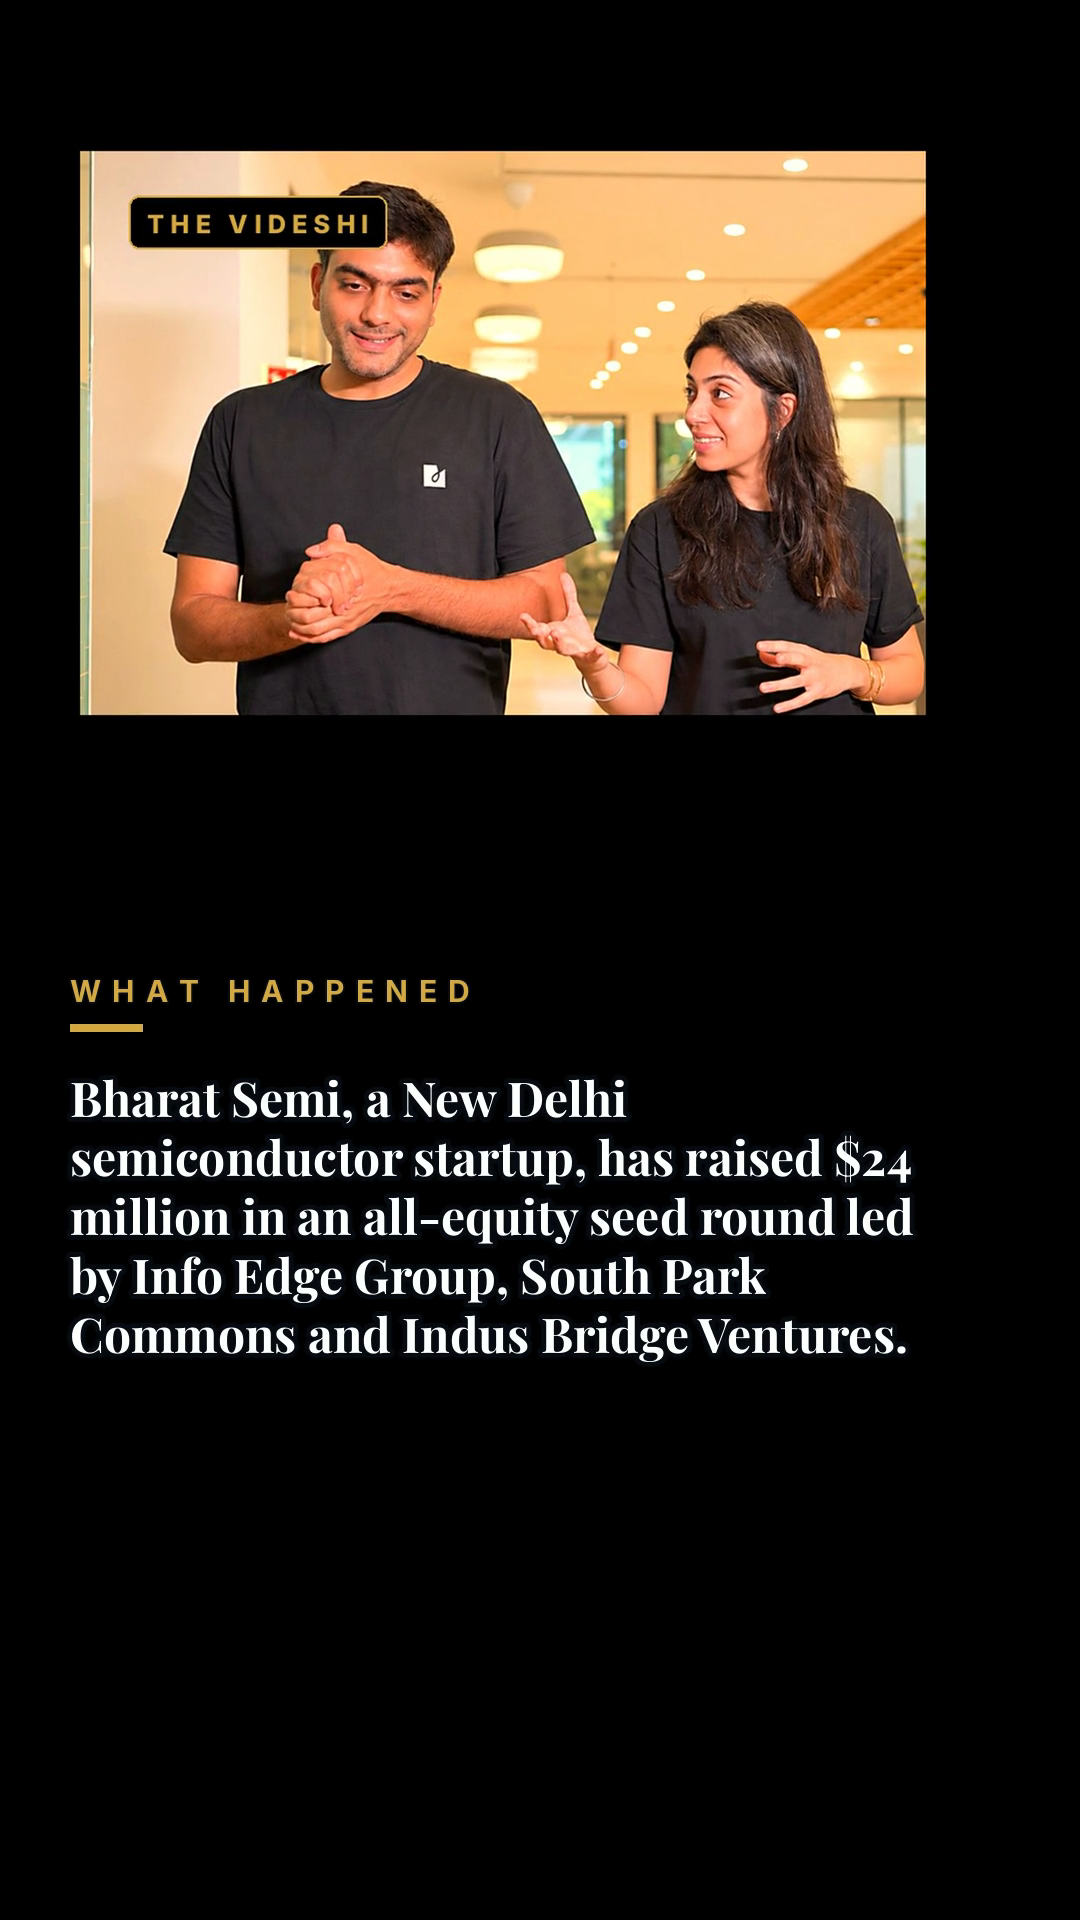 THE VIDESHI
WHAT HAPPENED
Bharat Semi, a New Delhi
semiconductor startup, has raised $24
million in an all-equity seed round led
by Info Edge Group, South Park
Commons and Indus Bridge Ventures.